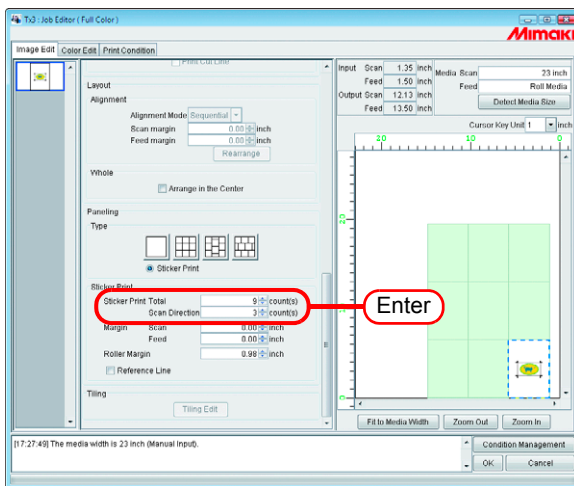 Tx3 : Job Editor ( Full Color )
Mimaki
Image Edit Color Edit Print Condition
Print Cut Line
Layout
Alignment
Alignment Mode Sequential
Scan margin 0.00 inch
Feed margin 0.00 inch
Rearrange
Whole
Arrange in the Center
Paneling
Type
Sticker Print
Sticker Print
Sticker Print Total 9 count(s)
Scan Direction 3 count(s)
Margin Scan 0.00 inch
Feed 0.00 inch
Roller Margin 0.98 inch
Reference Line
Tiling
Tiling Edit
Enter
Input Scan 1.35 inch
Feed 1.50 inch
Output Scan 12.13 inch
Feed 13.50 inch
Media Scan 23 inch
Feed Roll Media
Detect Media Size
Cursor Key Unit 1 inch
20 10 0
20
0
Fit to Media Width Zoom Out Zoom In
[17:27:49] The media width is 23 inch (Manual Input).
Condition Management
OK Cancel